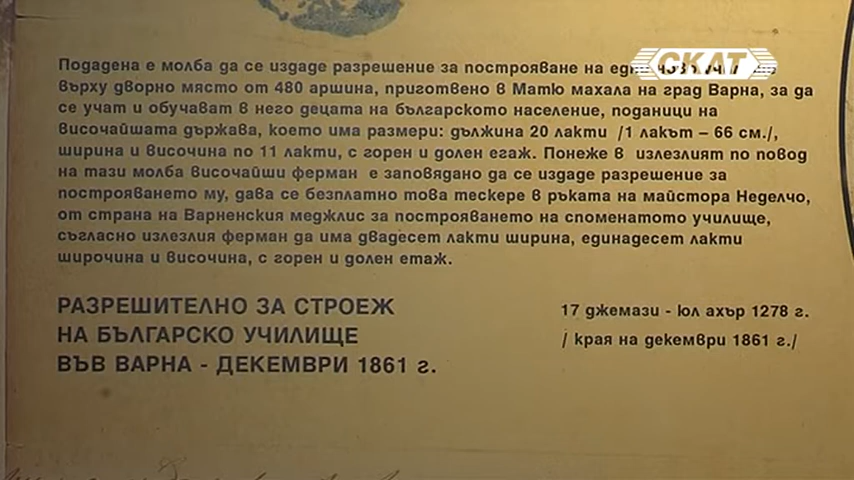 СКАТ
Подадена е молба да се издаде разрешение за построяване на едно ново
върху дворно място от 480 аршина, приготвено в Матю махала на град Варна, за да
се учат и обучават в него децата на българското население, поданици на
височайшата държава, което има размери: дължина 20 лакти /1 лакът – 66 см./,
ширина и височина по 11 лакти, с горен и долен егаж. Понеже в излезлият по повод
на тази молба височайши ферман е заповядано да се издаде разрешение за
построяването му, дава се безплатно това тескере в ръката на майстора Неделчо,
от страна на Варненския меджлис за построяването на споменатото училище,
съгласно излезлия ферман да има двадесет лакти ширина, единадесет лакти
широчина и височина, с горен и долен етаж.
РАЗРЕШИТЕЛНО ЗА СТРОЕЖ
НА БЪЛГАРСКО УЧИЛИЩЕ
ВЪВ ВАРНА - ДЕКЕМВРИ 1861 г.
17 джемази - юл ахър 1278 г.
/ края на декември 1861 г./